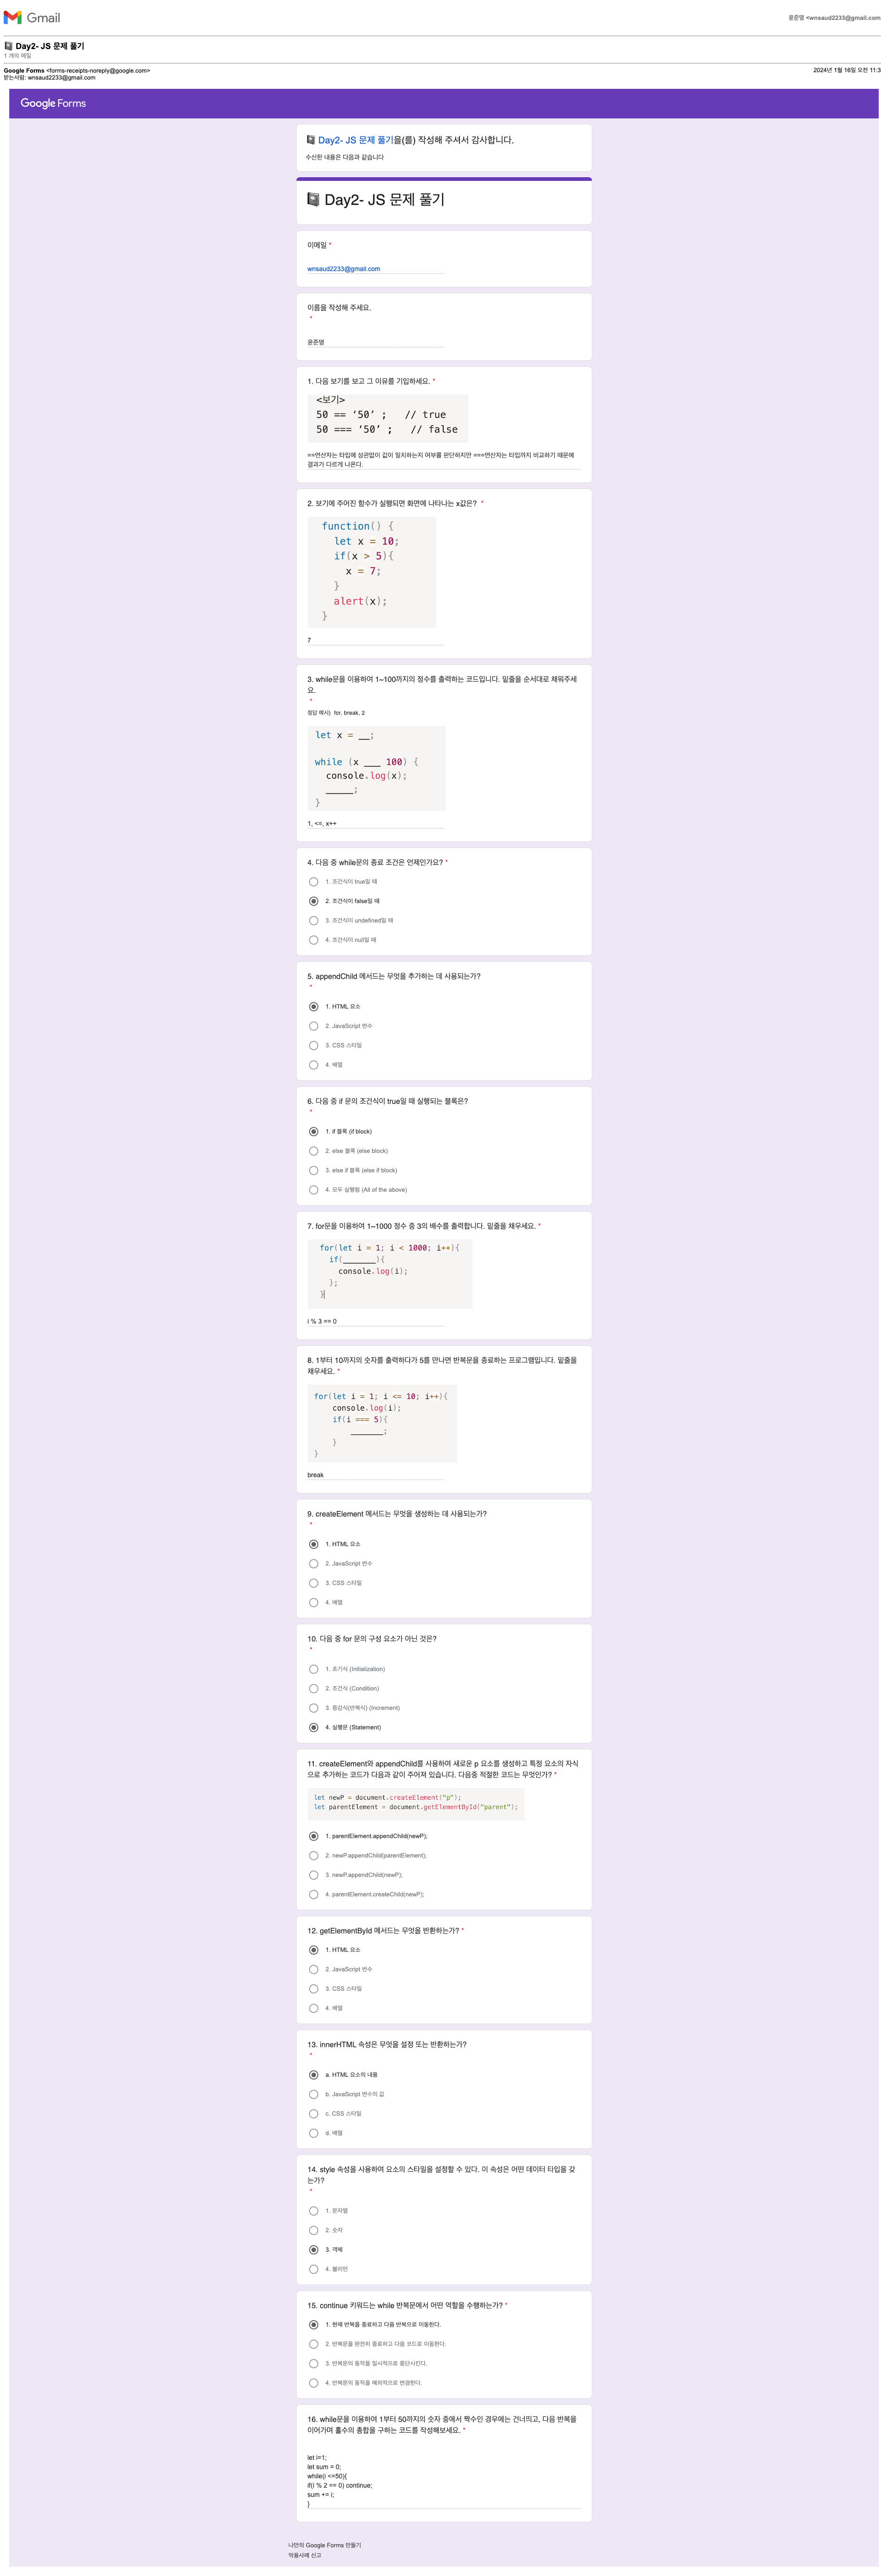 Gmail
윤준명 <wnsaud2233@gmail.com
Day2- JS 문제 풀기
1 개의 메일
Google Forms <forms-receipts-noreply@google.com>
2024년 1월 16일 오전 11:3
받는사람: wnsaud2233@gmail.com
Google Forms
Day2- JS 문제 풀기을(를) 작성해 주셔서 감사합니다.
수신한 내용은 다음과 같습니다
Day2- JS 문제 풀기
이메일 *
wnsaud2233@gmail.com
이름을 작성해 주세요.
*
윤준명
1. 다음 보기를 보고 그 이유를 기입하세요. *
<보기>
50 == ‘50’ ;   // true
50 === ‘50’ ;   // false
==연산자는 타입에 상관없이 값이 일치하는지 여부를 판단하지만 ===연산자는 타입까지 비교하기 때문에
결과가 다르게 나온다.
2. 보기에 주어진 함수가 실행되면 화면에 나타나는 x값은? *
function() {
let x = 10;
if(x > 5){
x = 7;
}
alert(x);
}
7
3. while문을 이용하여 1~100까지의 정수를 출력하는 코드입니다. 밑줄을 순서대로 채워주세
요.
*
정답 예시) for, break, 2
let x = __;
while (x ___ 100) {
console.log(x);
_____;
}
1, <=, x++
4. 다음 중 while문의 종료 조건은 언제인가요? *
1. 조건식이 true일 때
2. 조건식이 false일 때
3. 조건식이 undefined일 때
4. 조건식이 null일 때
5. appendChild 메서드는 무엇을 추가하는 데 사용되는가?
*
1. HTML 요소
2. JavaScript 변수
3. CSS 스타일
4. 배열
6. 다음 중 if 문의 조건식이 true일 때 실행되는 블록은?
*
1. if 블록 (if block)
2. else 블록 (else block)
3. else if 블록 (else if block)
4. 모두 실행됨 (All of the above)
7. for문을 이용하여 1~1000 정수 중 3의 배수를 출력합니다. 밑줄을 채우세요. *
for(let i = 1; i < 1000; i++){
if(_______){
console.log(i);
};
}
i % 3 == 0
8. 1부터 10까지의 숫자를 출력하다가 5를 만나면 반복문을 종료하는 프로그램입니다. 밑줄을
채우세요. *
for(let i = 1; i <= 10; i++){
console.log(i);
if(i === 5){
_______;
}
}
break
9. createElement 메서드는 무엇을 생성하는 데 사용되는가?
*
1. HTML 요소
2. JavaScript 변수
3. CSS 스타일
4. 배열
10. 다음 중 for 문의 구성 요소가 아닌 것은?
*
1. 초기식 (Initialization)
2. 조건식 (Condition)
3. 증감식(반복식) (Increment)
4. 실행문 (Statement)
11. createElement와 appendChild를 사용하여 새로운 p 요소를 생성하고 특정 요소의 자식
으로 추가하는 코드가 다음과 같이 주어져 있습니다. 다음중 적절한 코드는 무엇인가? *
let newP = document.createElement("p");
let parentElement = document.getElementById("parent");
1. parentElement.appendChild(newP);
2. newP.appendChild(parentElement);
3. newP.appendChild(newP);
4. parentElement.createChild(newP);
12. getElementById 메서드는 무엇을 반환하는가? *
1. HTML 요소
2. JavaScript 변수
3. CSS 스타일
4. 배열
13. innerHTML 속성은 무엇을 설정 또는 반환하는가?
*
a. HTML 요소의 내용
b. JavaScript 변수의 값
c. CSS 스타일
d. 배열
14. style 속성을 사용하여 요소의 스타일을 설정할 수 있다. 이 속성은 어떤 데이터 타입을 갖
는가?
*
1. 문자열
2. 숫자
3. 객체
4. 불리언
15. continue 키워드는 while 반복문에서 어떤 역할을 수행하는가? *
1. 현재 반복을 종료하고 다음 반복으로 이동한다.
2. 반복문을 완전히 종료하고 다음 코드로 이동한다.
3. 반복문의 동작을 일시적으로 중단시킨다.
4. 반복문의 동작을 예외적으로 변경한다.
16. while문을 이용하여 1부터 50까지의 숫자 중에서 짝수인 경우에는 건너띄고, 다음 반복을
이어가며 홀수의 총합을 구하는 코드를 작성해보세요. *
let i=1;
let sum = 0;
while(i <=50){
if(i % 2 == 0) continue;
sum += i;
}
나만의 Google Forms 만들기
악용사례 신고